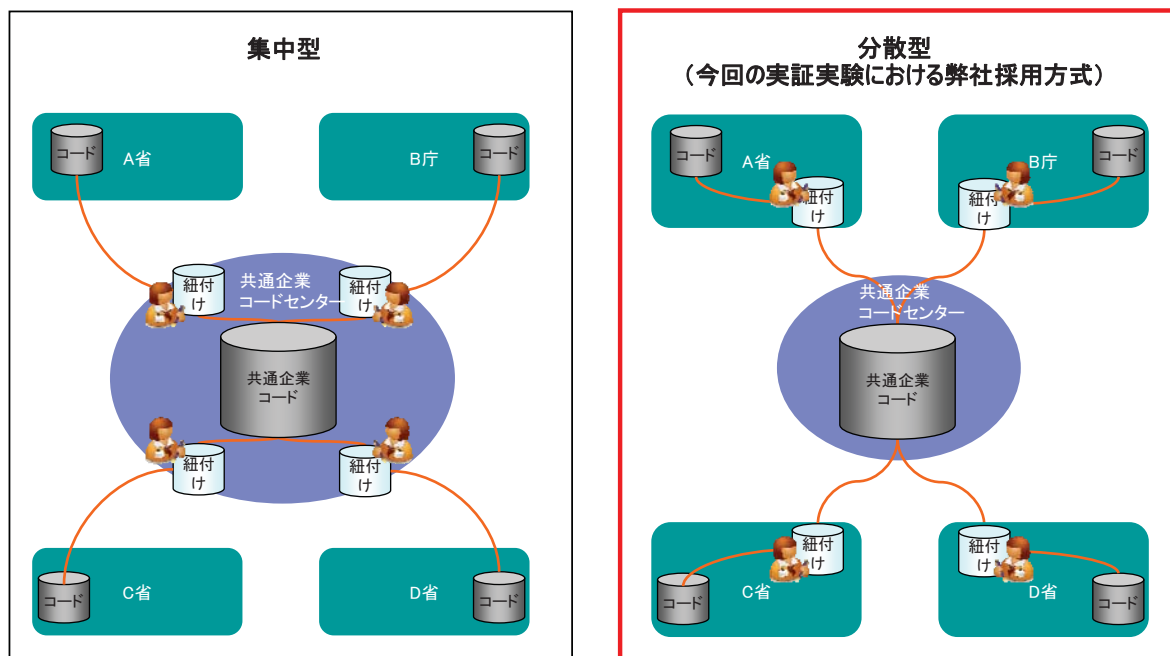 集中型
コード
A省
B庁
コード
紐付
け
共通企業
コードセンター
紐付
け
共通企業
コード
紐付
け
紐付
け
コード
C省
D省
コード
分散型
(今回の実証実験における弊社採用方式)
コード
A省
紐付
け
B庁
コード
紐付
け
共通企業
コードセンター
共通企業
コード
紐付
け
C省
コード
紐付
け
D省
コード